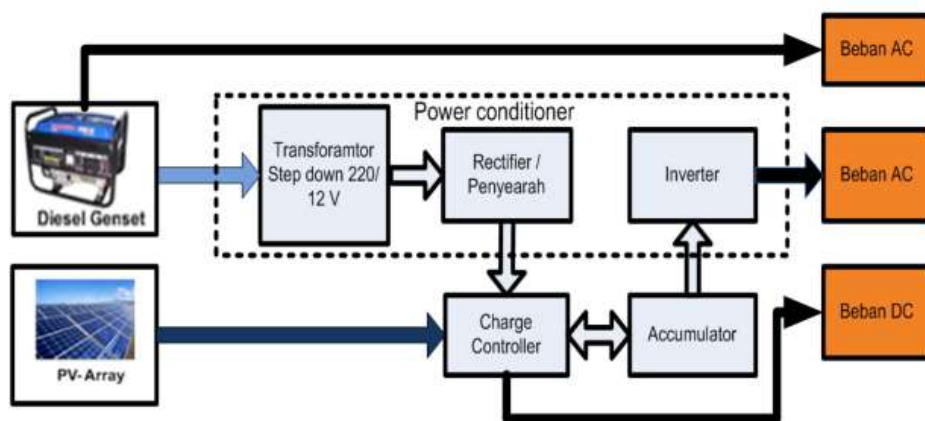 Beban AC
Power conditioner
Diesel Genset
Transforamtor
Step down 220/
12 V
Rectifier /
Penyearah
Inverter
Beban AC
PV-Array
Charge
Controller
Accumulator
Beban DC